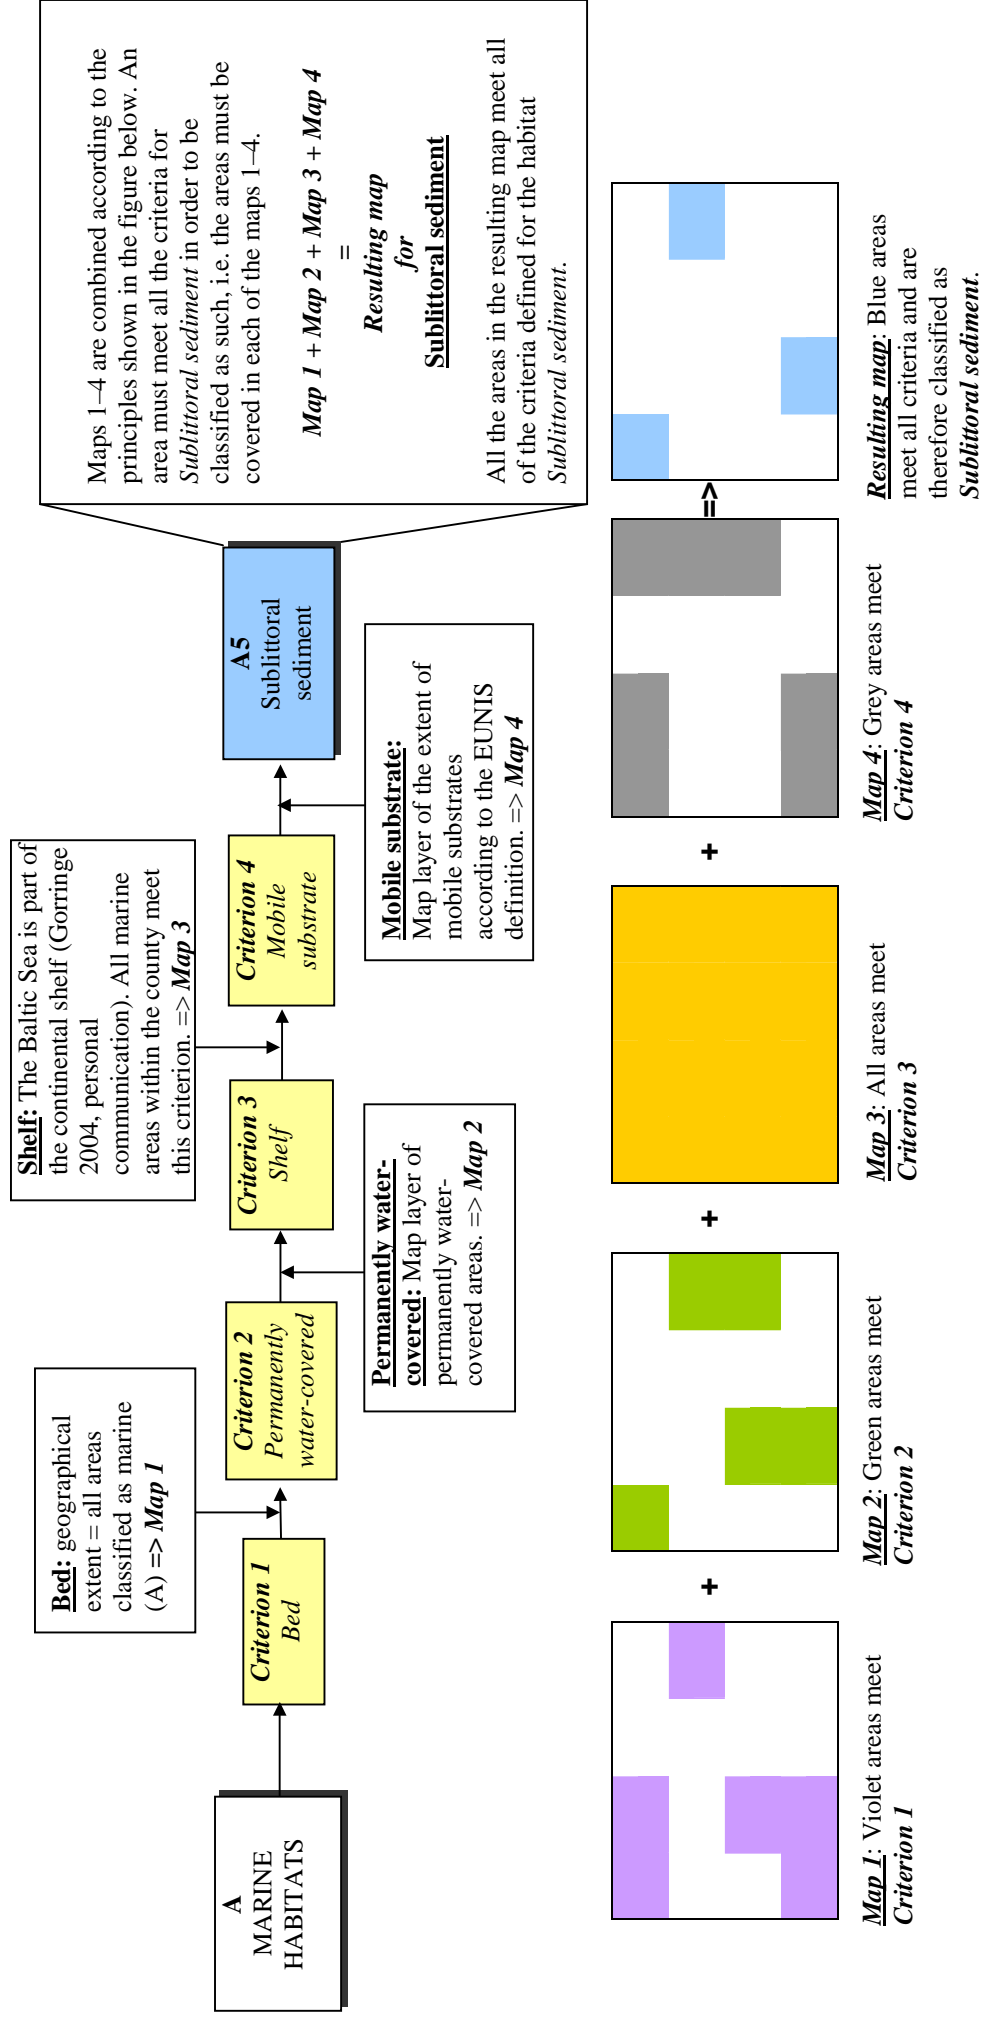 A
MARINE
HABITATS
Bed: geographical
extent = all areas
classified as marine
(A) => Map 1
Criterion 1
Bed
Criterion 2
Permanently
water-covered
Permanently water-
covered: Map layer of
permanently water-
covered areas. => Map 2
Criterion 3
Shelf
Shelf: The Baltic Sea is part of
the continental shelf (Gorringe
2004, personal
communication). All marine
areas within the county meet
this criterion. => Map 3
Criterion 4
Mobile
substrate
Mobile substrate:
Map layer of the extent of
mobile substrates
according to the EUNIS
definition. => Map 4
A5
Sublittoral
sediment
Maps 1–4 are combined according to the
principles shown in the figure below. An
area must meet all the criteria for
Sublittoral sediment in order to be
classified as such, i.e. the areas must be
covered in each of the maps 1–4.
Map 1 + Map 2 + Map 3 + Map 4
=
Resulting map
for
Sublittoral sediment
All the areas in the resulting map meet all
of the criteria defined for the habitat
Sublittoral sediment.
+
+
+
=>
Map 1: Violet areas meet
Criterion 1
Map 2: Green areas meet
Criterion 2
Map 3: All areas meet
Criterion 3
Map 4: Grey areas meet
Criterion 4
Resulting map: Blue areas
meet all criteria and are
therefore classified as
Sublittoral sediment.